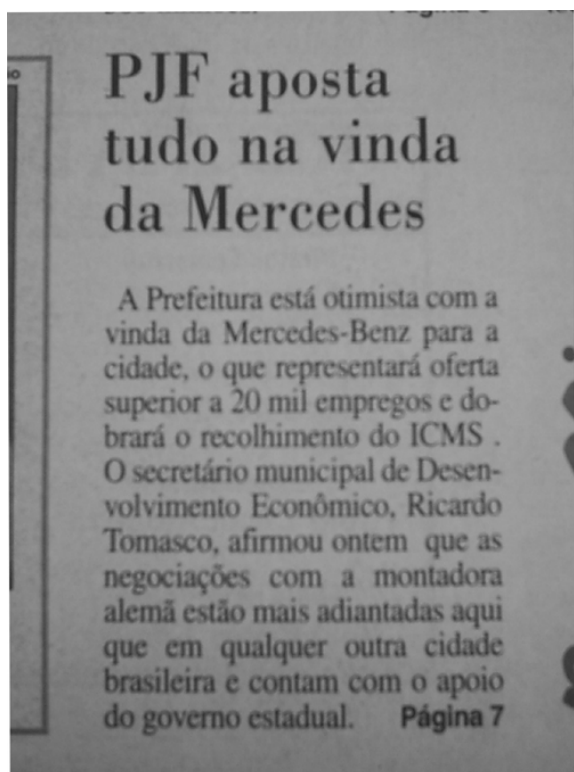 PJF aposta
tudo na vinda
da Mercedes
A Prefeitura está otimista com a
vinda da Mercedes-Benz para a
cidade, o que representará oferta
superior a 20 mil empregos e do-
brará o recolhimento do ICMS .
O secretário municipal de Desen-
volvimento Econômico, Ricardo
Tomasco, afirmou ontem que as
negociações com a montadora
alemã estão mais adiantadas aqui
que em qualquer outra cidade
brasileira e contam com o apoio
do governo estadual. Página 7